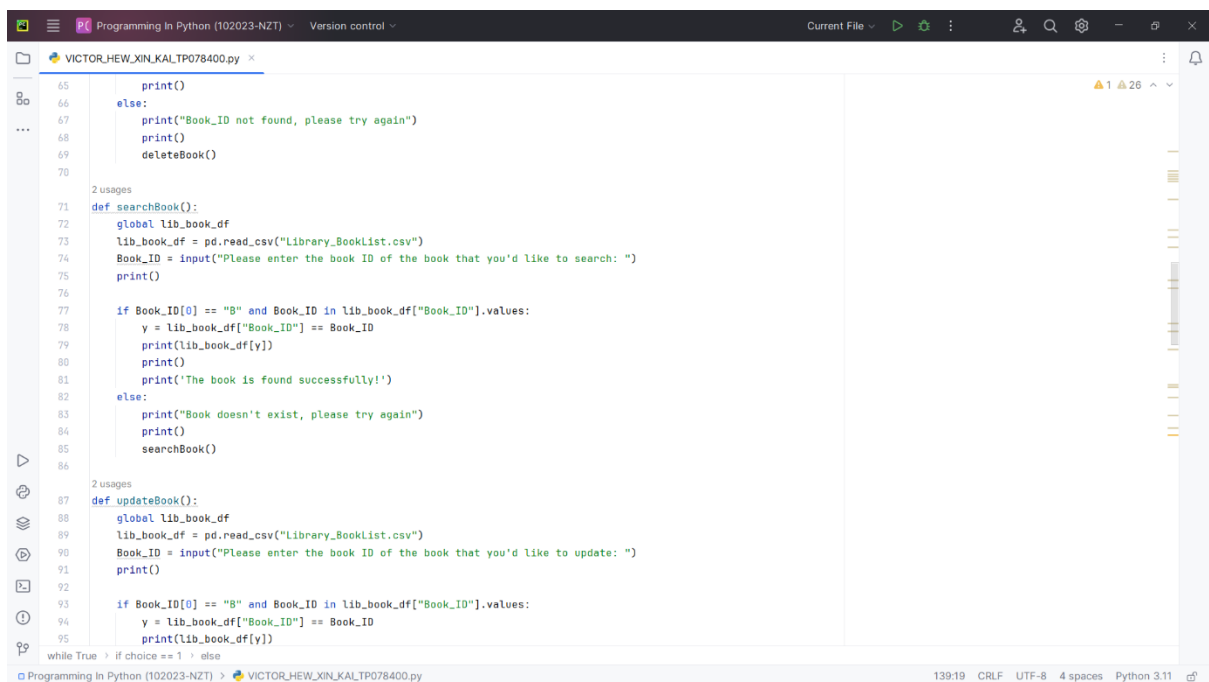 P( Programming In Python (102023-NZT) Version control Current File
VICTOR_HEW_XIN_KAI_TP078400.py
1 26
65 print()
66 else:
67 print("Book_ID not found, please try again")
68 print()
69 deleteBook()
70
2 usages
71 def searchBook():
72 global lib_book_df
73 lib_book_df = pd.read_csv("Library_BookList.csv")
74 Book_ID = input("Please enter the book ID of the book that you'd like to search: ")
75 print()
76
77 if Book_ID[0] == "B" and Book_ID in lib_book_df["Book_ID"].values:
78 y = lib_book_df["Book_ID"] == Book_ID
79 print(lib_book_df[y])
80 print()
81 print('The book is found successfully!')
82 else:
83 print("Book doesn't exist, please try again")
84 print()
85 searchBook()
86
2 usages
87 def updateBook():
88 global lib_book_df
89 lib_book_df = pd.read_csv("Library_BookList.csv")
90 Book_ID = input("Please enter the book ID of the book that you'd like to update: ")
91 print()
92
93 if Book_ID[0] == "B" and Book_ID in lib_book_df["Book_ID"].values:
94 y = lib_book_df["Book_ID"] == Book_ID
95 print(lib_book_df[y])
while True > if choice == 1 > else
Programming In Python (102023-NZT) > VICTOR_HEW_XIN_KAI_TP078400.py 139:19 CRLF UTF-8 4 spaces Python 3.11